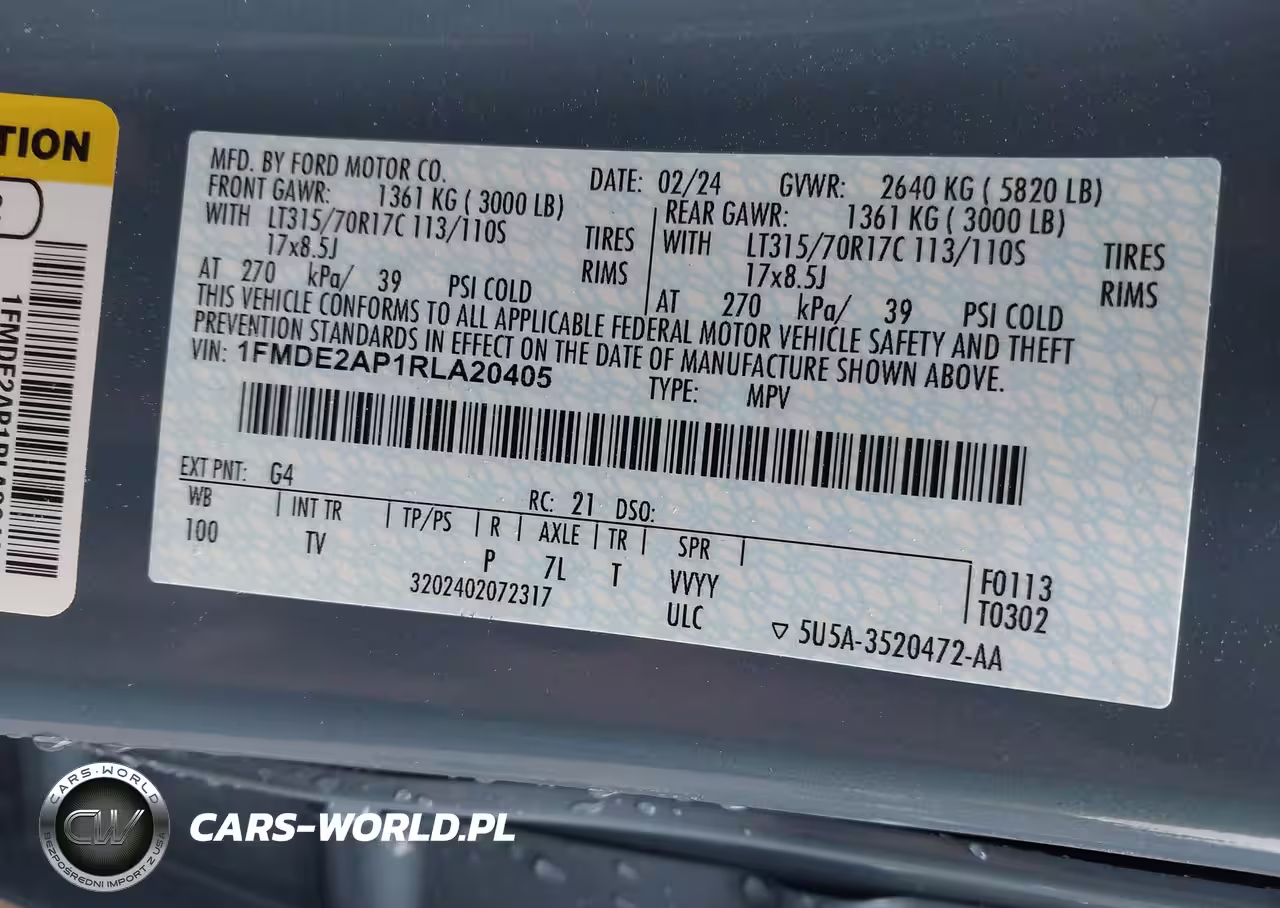 TION
1FMDE2AP1RLA
MFD. BY FORD MOTOR CO.
DATE: 02/24 GVWR: 2640 KG ( 5820 LB)
FRONT GAWR: 1361 KG ( 3000 LB)
WITH LT315/70R17C 113/110S TIRES
17x8.5J RIMS
AT 270 kPa/ 39 PSI COLD
REAR GAWR: 1361 KG ( 3000 LB)
WITH LT315/70R17C 113/110S TIRES
17x8.5J RIMS
AT 270 kPa/ 39 PSI COLD
THIS VEHICLE CONFORMS TO ALL APPLICABLE FEDERAL MOTOR VEHICLE SAFETY AND THEFT
PREVENTION STANDARDS IN EFFECT ON THE DATE OF MANUFACTURE SHOWN ABOVE.
VIN: 1FMDE2AP1RLA20405 TYPE: MPV
EXT PNT: G4 RC: 21 DSO:
WB | INT TR | TP/PS | R | AXLE | TR | SPR |
100 TV P 7L T VVYY
3202402072317 ULC
F0113
T0302
▽ 5U5A-3520472-AA
CARS-WORLD
CW
BEZPOŚREDNI IMPORT Z USA
CARS-WORLD.PL